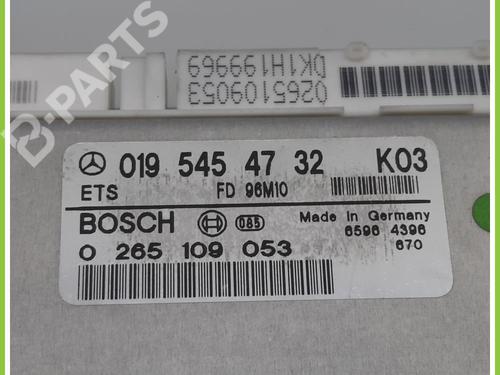 B-PARTS
0265109053
DK1H199969
019 545 47 32 K03
ETS FD 96M10
BOSCH 085 Made in Germany
0 265 109 053 6596 4396
670